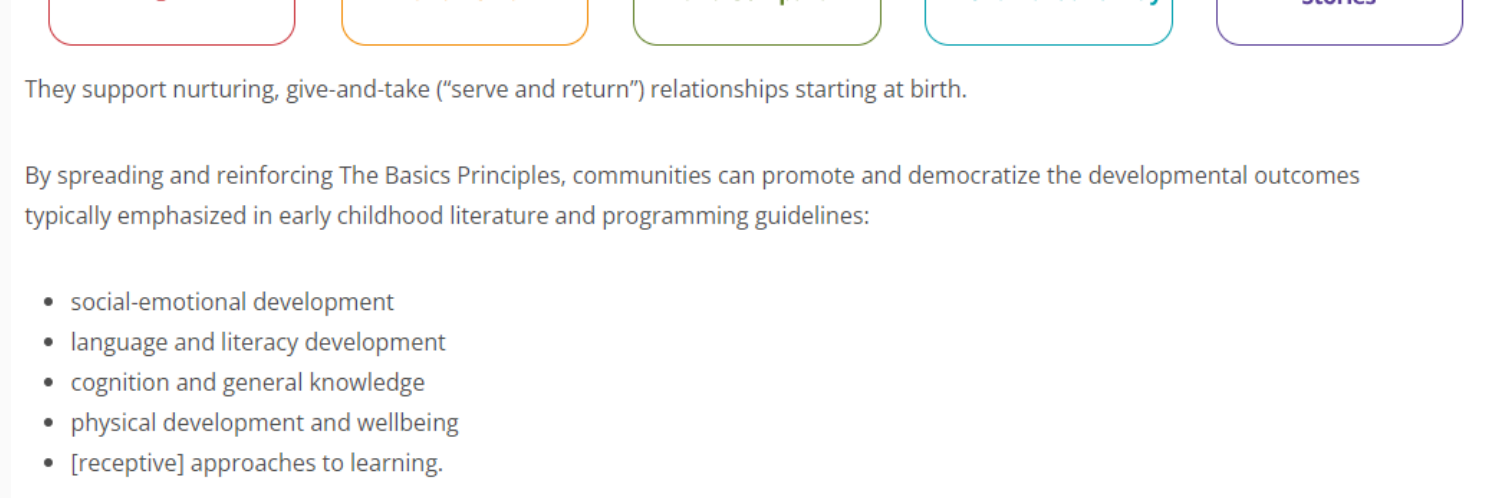 Stories
They support nurturing, give-and-take (“serve and return”) relationships starting at birth.
By spreading and reinforcing The Basics Principles, communities can promote and democratize the developmental outcomes
typically emphasized in early childhood literature and programming guidelines:
• social-emotional development
• language and literacy development
• cognition and general knowledge
• physical development and wellbeing
• [receptive] approaches to learning.